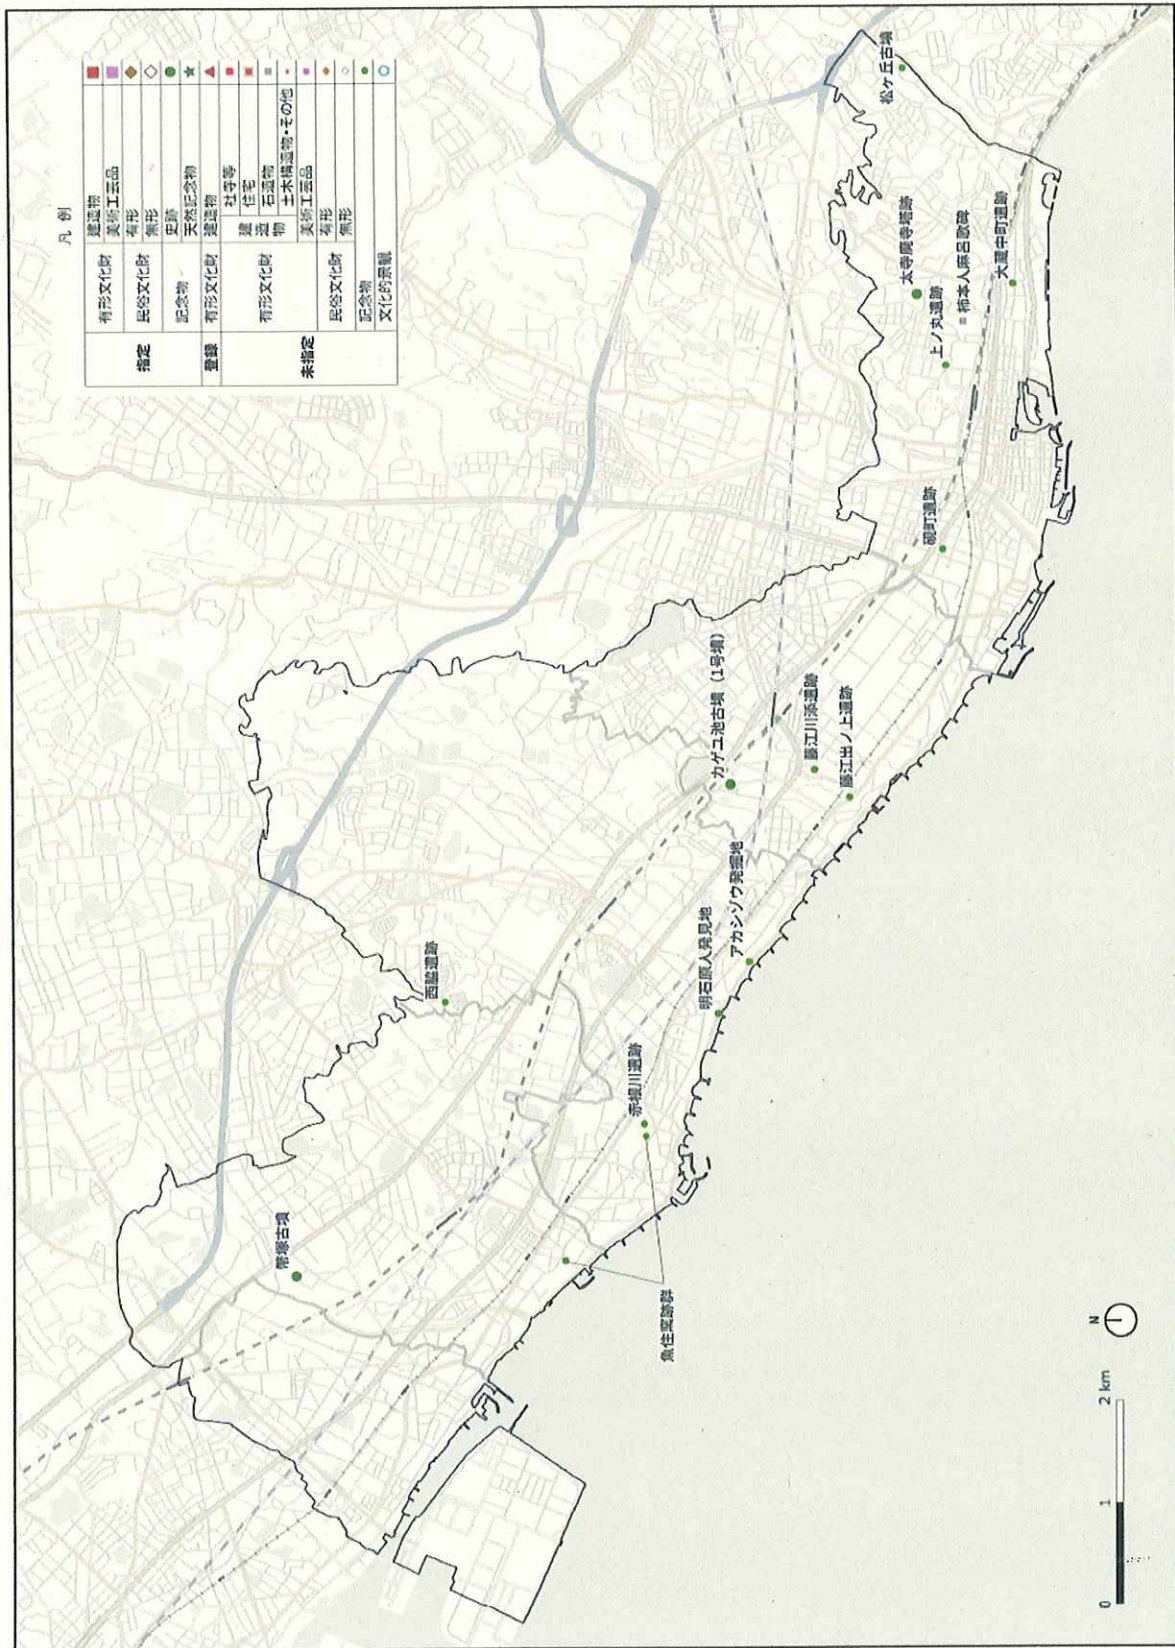 凡例
指定
有形文化財
建造物
美術工芸品
民俗文化財
有形
無形
記念物
史跡
天然記念物
登録
有形文化財
建造物
未指定
有形文化財
建造物
社寺等
住宅
石造物
土木構造物・その他
美術工芸品
民俗文化財
有形
無形
記念物
文化的景観
幣塚古墳
西脇遺跡
魚住窯跡群
赤根川遺跡
明石原人発見地
アカシゾウ発掘地
カゲユ池古墳（1号墳）
藤江川添遺跡
藤江出ノ上遺跡
硯町遺跡
上ノ丸遺跡
柿本人麻呂歌碑
太寺廃寺塔跡
大蔵中町遺跡
松ヶ丘古墳
0 1 2 km
N